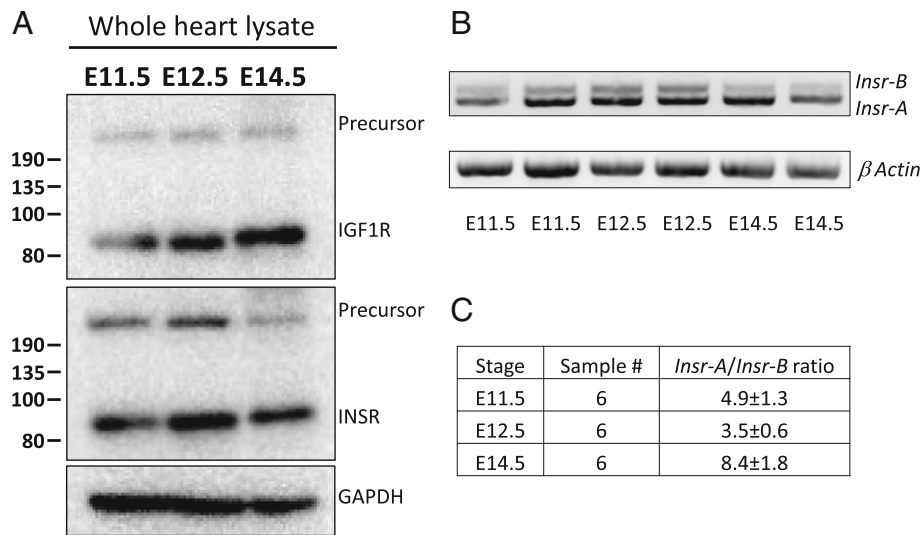 A
Whole heart lysate
E11.5 E12.5 E14.5
Precursor
190
135
100
IGF1R
80
Precursor
190
135
100
INSR
80
GAPDH
B
Insr-B
Insr-A
β Actin
E11.5 E11.5 E12.5 E12.5 E14.5 E14.5
C
Stage Sample # Insr-A/Insr-B ratio
E11.5 6 4.9±1.3
E12.5 6 3.5±0.6
E14.5 6 8.4±1.8